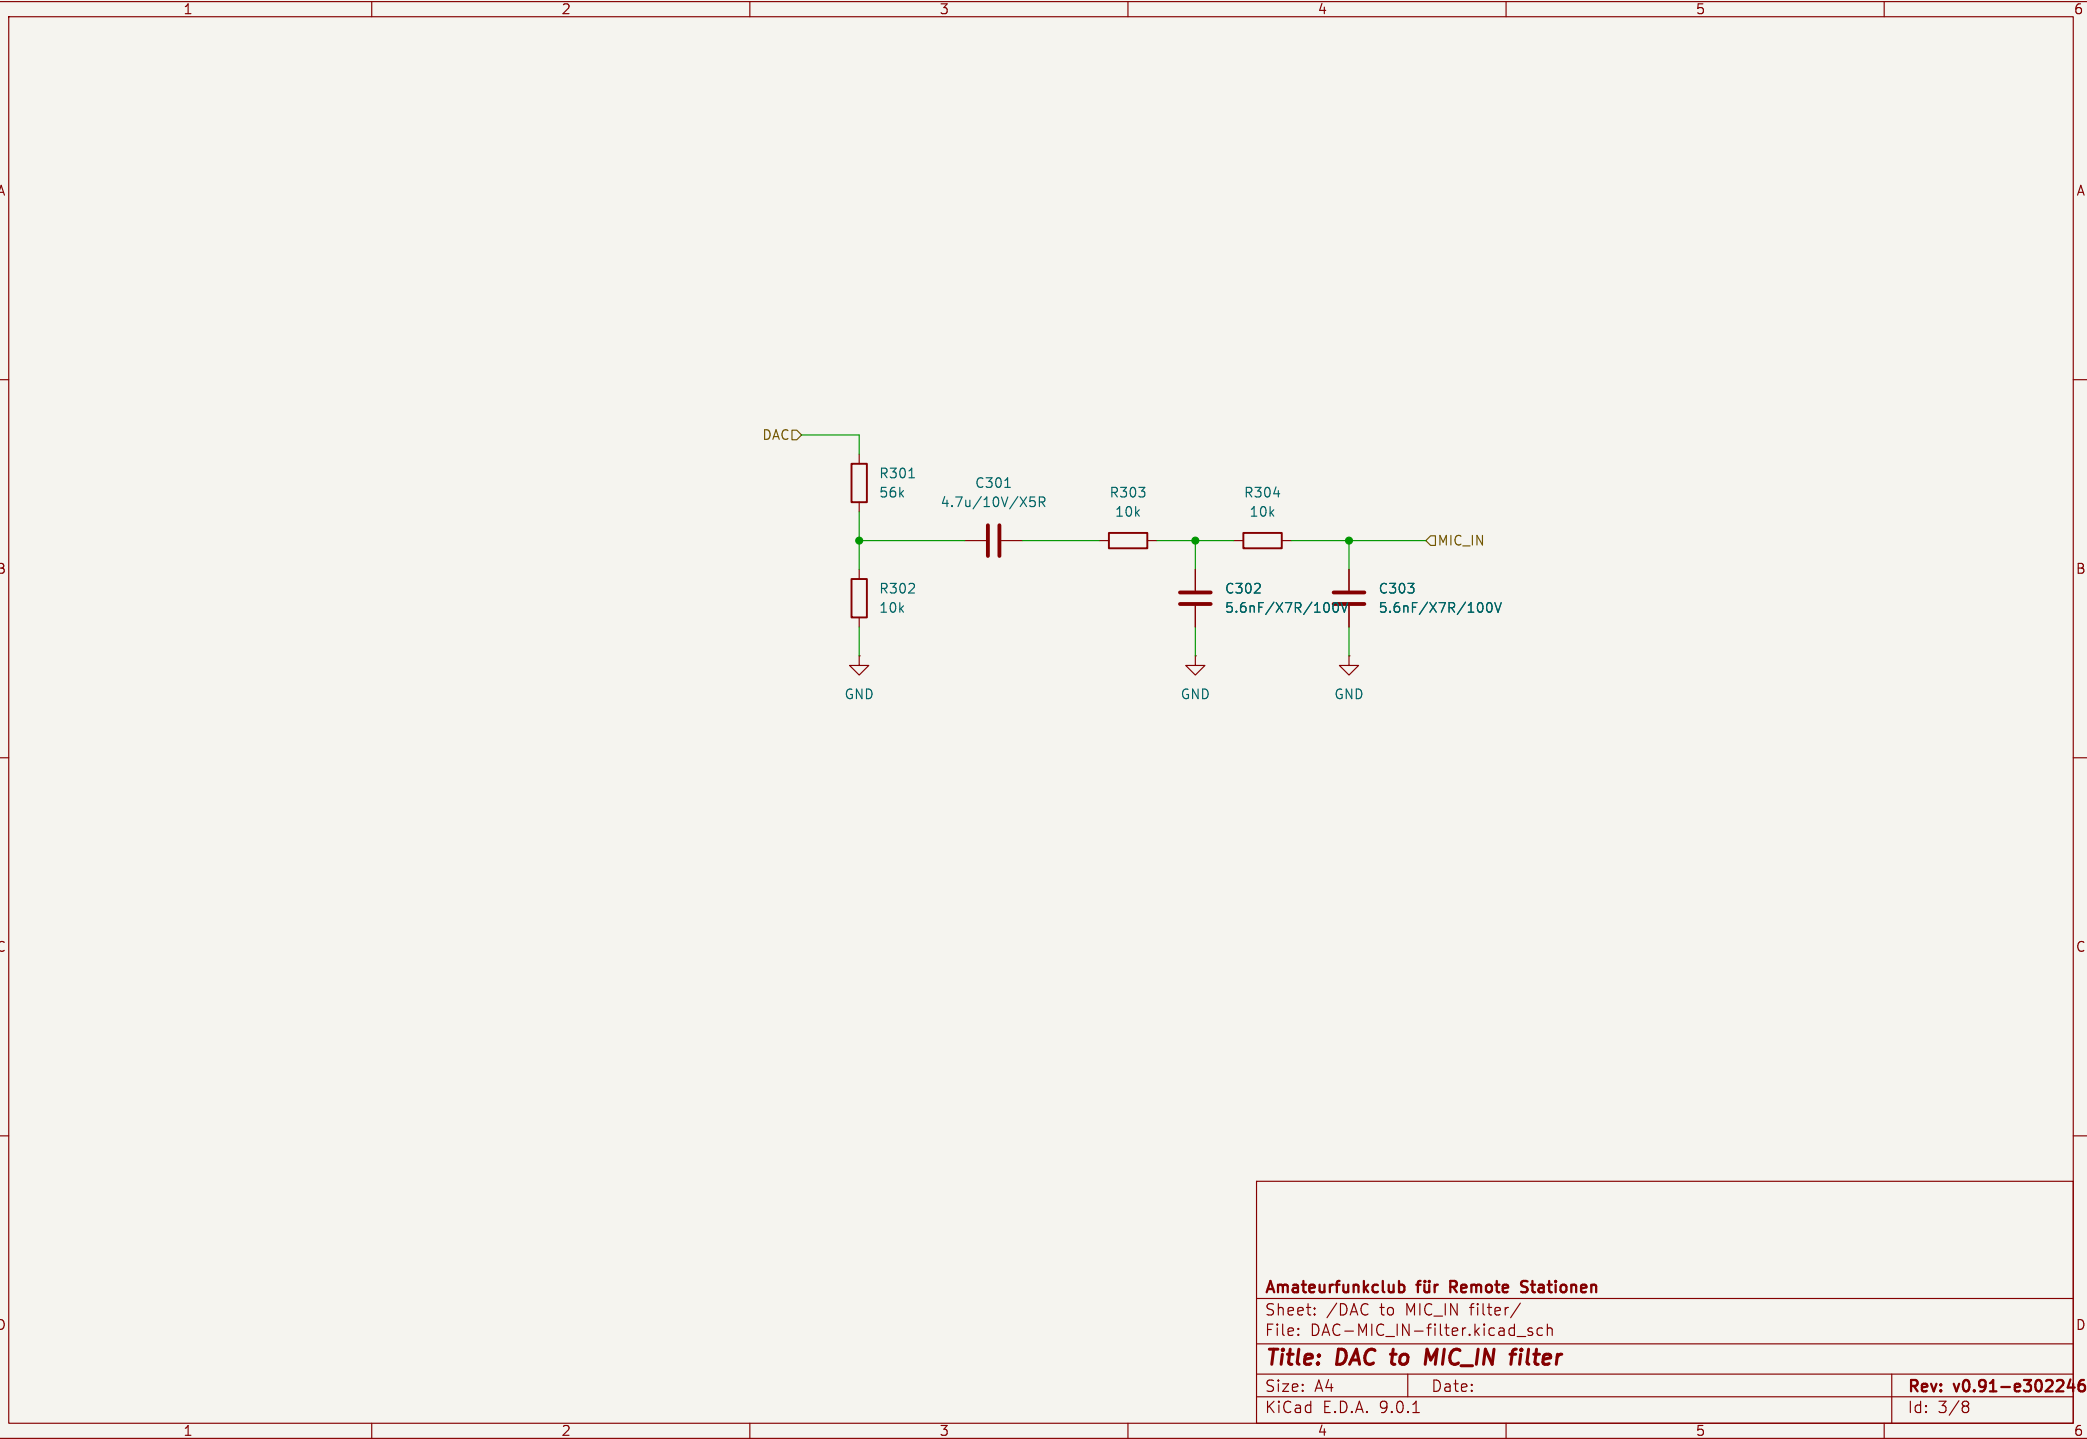 1 2 3 4 5 6
A A
DAC
R301
56k
C301
4.7u/10V/X5R
R303
10k
R304
10k
MIC_IN
B
R302
10k
C302
5.6nF/X7R/100V
C303
5.6nF/X7R/100V
GND GND GND
C C
Amateurfunkclub für Remote Stationen
Sheet: /DAC to MIC_IN filter/
File: DAC-MIC_IN-filter.kicad_sch
D D
Title: DAC to MIC_IN filter
Size: A4 Date: Rev: v0.91-e302246
KiCad E.D.A. 9.0.1 Id: 3/8
1 2 3 4 5 6